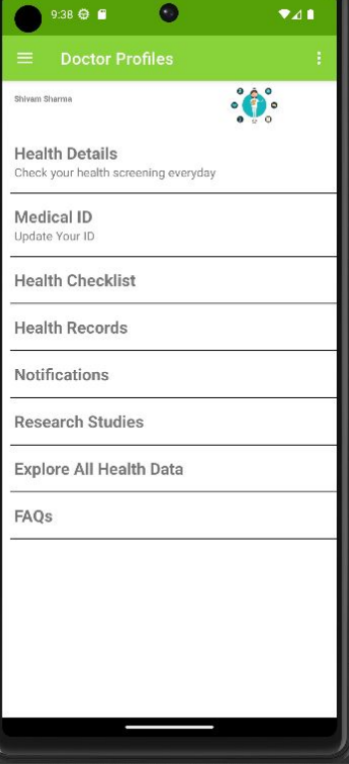 9:38
Doctor Profiles
Shivam Sharma
Health Details
Check your health screening everyday
Medical ID
Update Your ID
Health Checklist
Health Records
Notifications
Research Studies
Explore All Health Data
FAQs